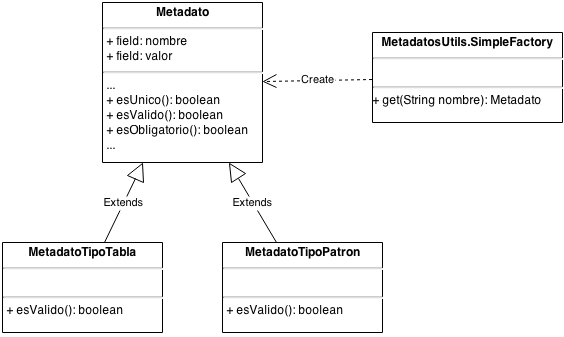 Metadato
+ field: nombre
+ field: valor
...
+ esUnico(): boolean
+ esValido(): boolean
+ esObligatorio(): boolean
...
MetadatosUtils.SimpleFactory
+ get(String nombre): Metadato
Create
Extends
Extends
MetadatoTipoTabla
+ esValido(): boolean
MetadatoTipoPatron
+ esValido(): boolean